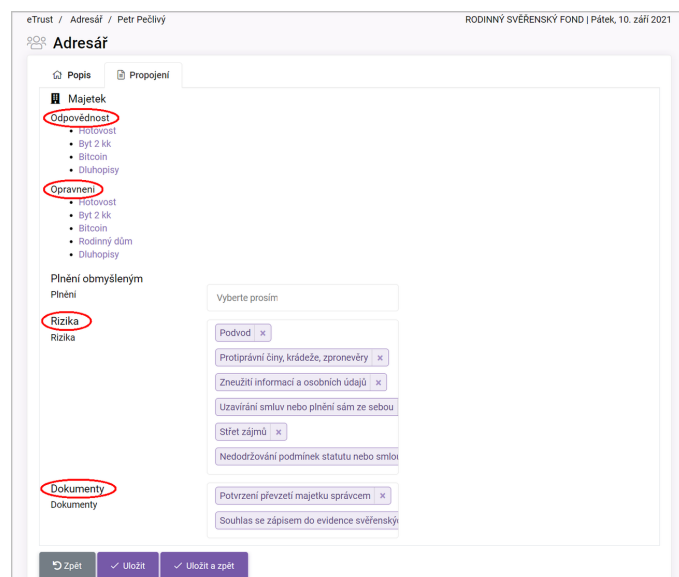 eTrust / Adresář / Petr Pečlivý RODINNÝ SVĚŘENSKÝ FOND | Pátek, 10. září 2021
Adresář
Popis Propojení
Majetek
Odpovědnost
Hotovost
Byt 2 kk
Bitcoin
Dluhopisy
Opravneni
Hotovost
Byt 2 kk
Bitcoin
Rodinný dům
Dluhopisy
Plnění obmyšleným
Plnění Vyberte prosím
Rizika
Rizika Podvod ×
Protiprávní činy, krádeže, zpronevěry ×
Zneužití informací a osobních údajů ×
Uzavírání smluv nebo plnění sám ze sebou
Střet zájmů ×
Nedodržování podmínek statutu nebo smlou
Dokumenty
Dokumenty Potvrzení převzetí majetku správcem ×
Souhlas se zápisem do evidence svěřenský
Zpět Uložit Uložit a zpět